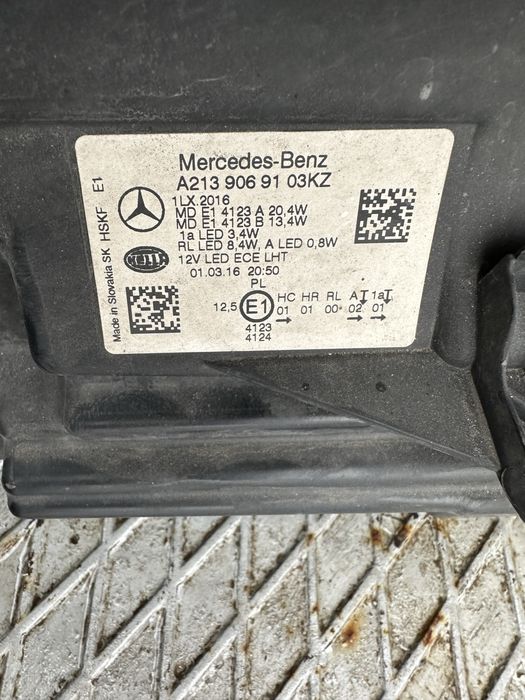 Mercedes-Benz
A213 906 91 03KZ
1LX.2016
MD E1 4123 A 20,4W
MD E1 4123 B 13,4W
1a LED 3,4W
RL LED 8,4W, A LED 0,8W
12V LED ECE LHT
01.03.16 20:50
PL
12,5 E1 HC HR RL A 1a
01 01 00 02 01
4123
4124
Made in Slovakia SK HSKF E1
HELLA